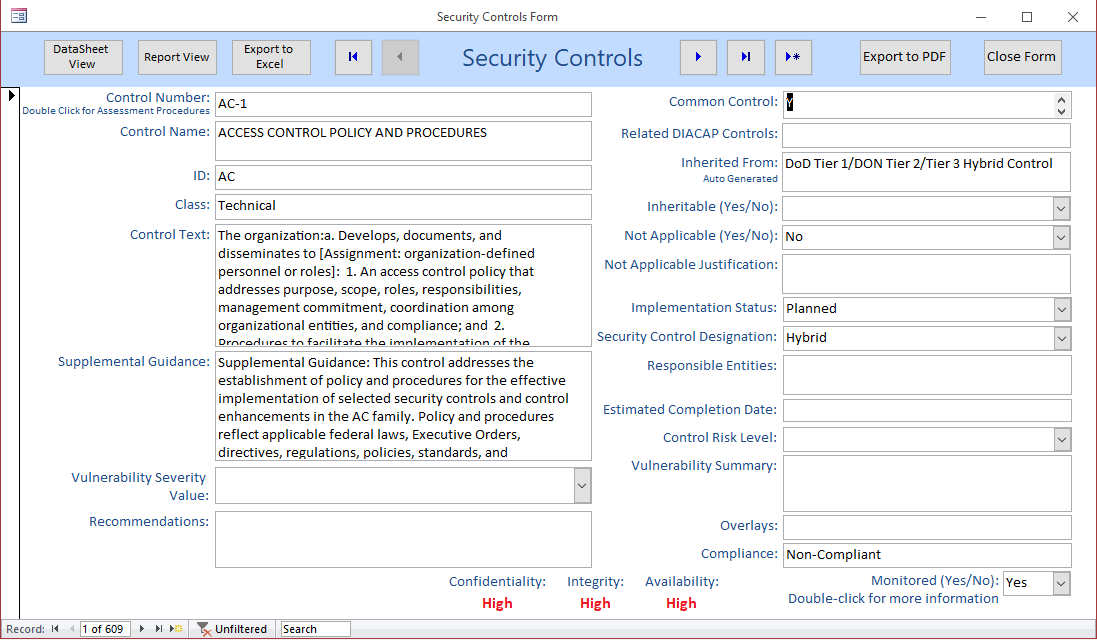 Security Controls Form
DataSheet
View
Report View
Export to
Excel
Security Controls
Export to PDF
Close Form
Control Number:
Double Click for Assessment Procedures
AC-1
Control Name:
ACCESS CONTROL POLICY AND PROCEDURES
ID:
AC
Class:
Technical
Control Text:
The organization:a. Develops, documents, and
disseminates to [Assignment: organization-defined
personnel or roles]:  1. An access control policy that
addresses purpose, scope, roles, responsibilities,
management commitment, coordination among
organizational entities, and compliance; and  2.
Procedures to facilitate the implementation of the
Supplemental Guidance:
Supplemental Guidance: This control addresses the
establishment of policy and procedures for the effective
implementation of selected security controls and control
enhancements in the AC family. Policy and procedures
reflect applicable federal laws, Executive Orders,
directives, regulations, policies, standards, and
Vulnerability Severity
Value:
Recommendations:
Common Control:
Y
Related DIACAP Controls:
Inherited From:
Auto Generated
DoD Tier 1/DON Tier 2/Tier 3 Hybrid Control
Inheritable (Yes/No):
Not Applicable (Yes/No):
No
Not Applicable Justification:
Implementation Status:
Planned
Security Control Designation:
Hybrid
Responsible Entities:
Estimated Completion Date:
Control Risk Level:
Vulnerability Summary:
Overlays:
Compliance:
Non-Compliant
Confidentiality:
High
Integrity:
High
Availability:
High
Monitored (Yes/No):
Yes
Double-click for more information
Record:
1 of 609
Unfiltered
Search